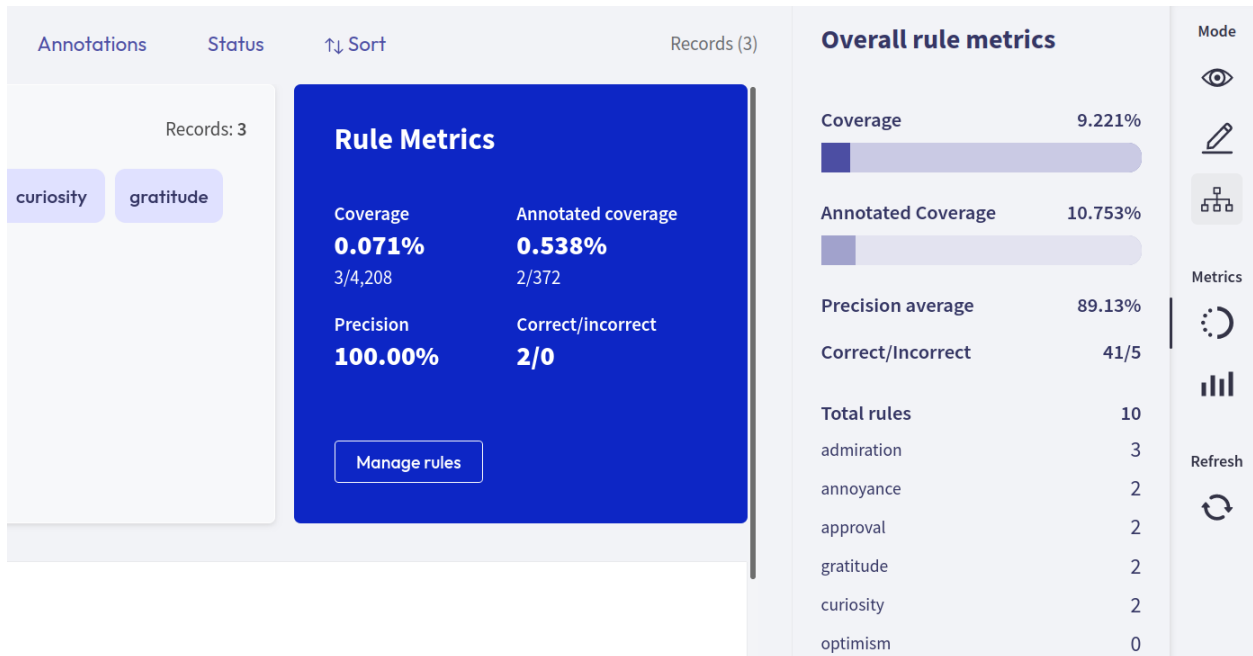 Annotations Status Sort Records (3)
Records: 3
curiosity gratitude
Rule Metrics
Coverage Annotated coverage
0.071% 0.538%
3/4,208 2/372
Precision Correct/incorrect
100.00% 2/0
Manage rules
Overall rule metrics
Coverage 9.221%
Annotated Coverage 10.753%
Precision average 89.13%
Correct/Incorrect 41/5
Total rules 10
admiration 3
annoyance 2
approval 2
gratitude 2
curiosity 2
optimism 0
Mode
Metrics
Refresh